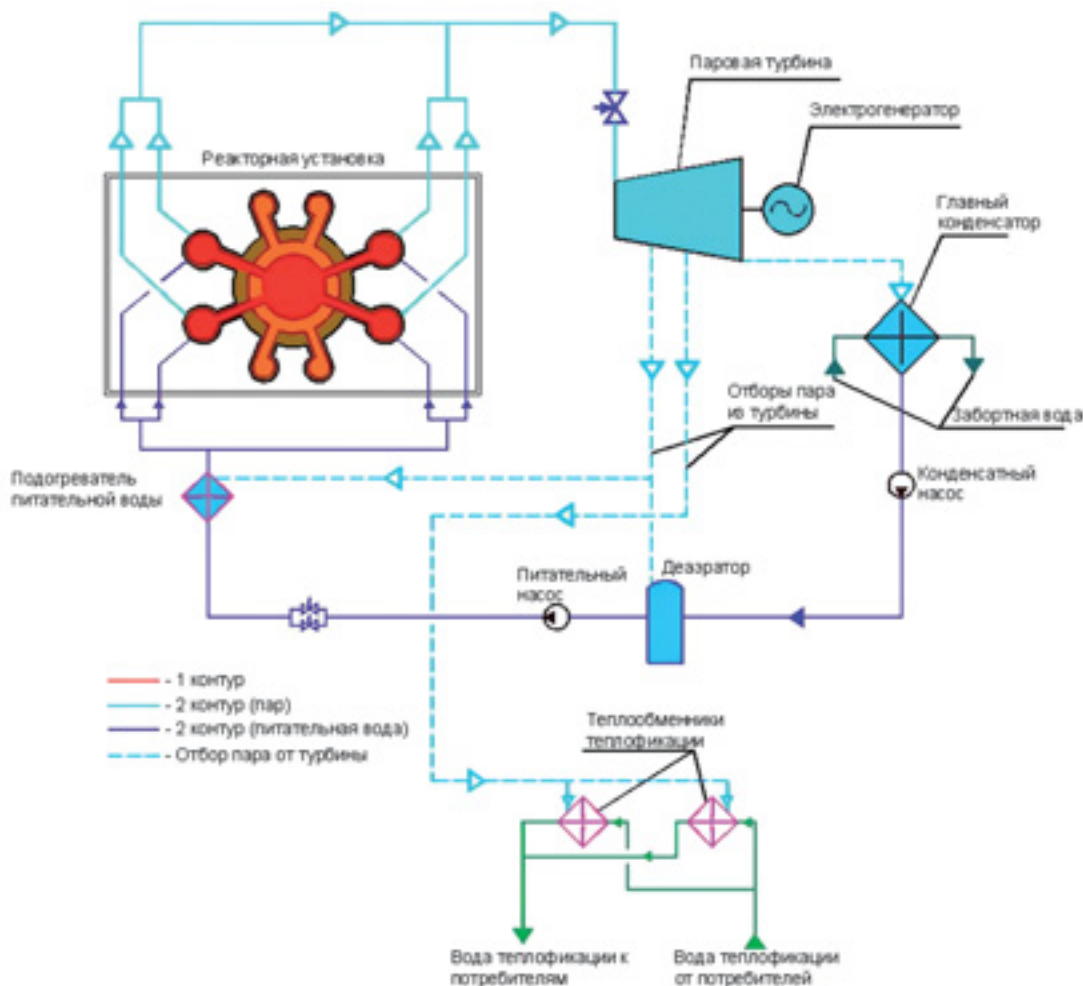 Паровая турбина
Электрогенератор
Реакторная установка
Главный
конденсатор
Отборы пара
из турбины
Забортная вода
Подогреватель
питательной воды
Конденсатный
насос
Питательный
насос
Деаэратор
- 1 контур
- 2 контур (пар)
- 2 контур (питательная вода)
- Отбор пара от турбины
Теплообменники
теплофикации
Вода теплофикации к
потребителям
Вода теплофикации
от потребителей